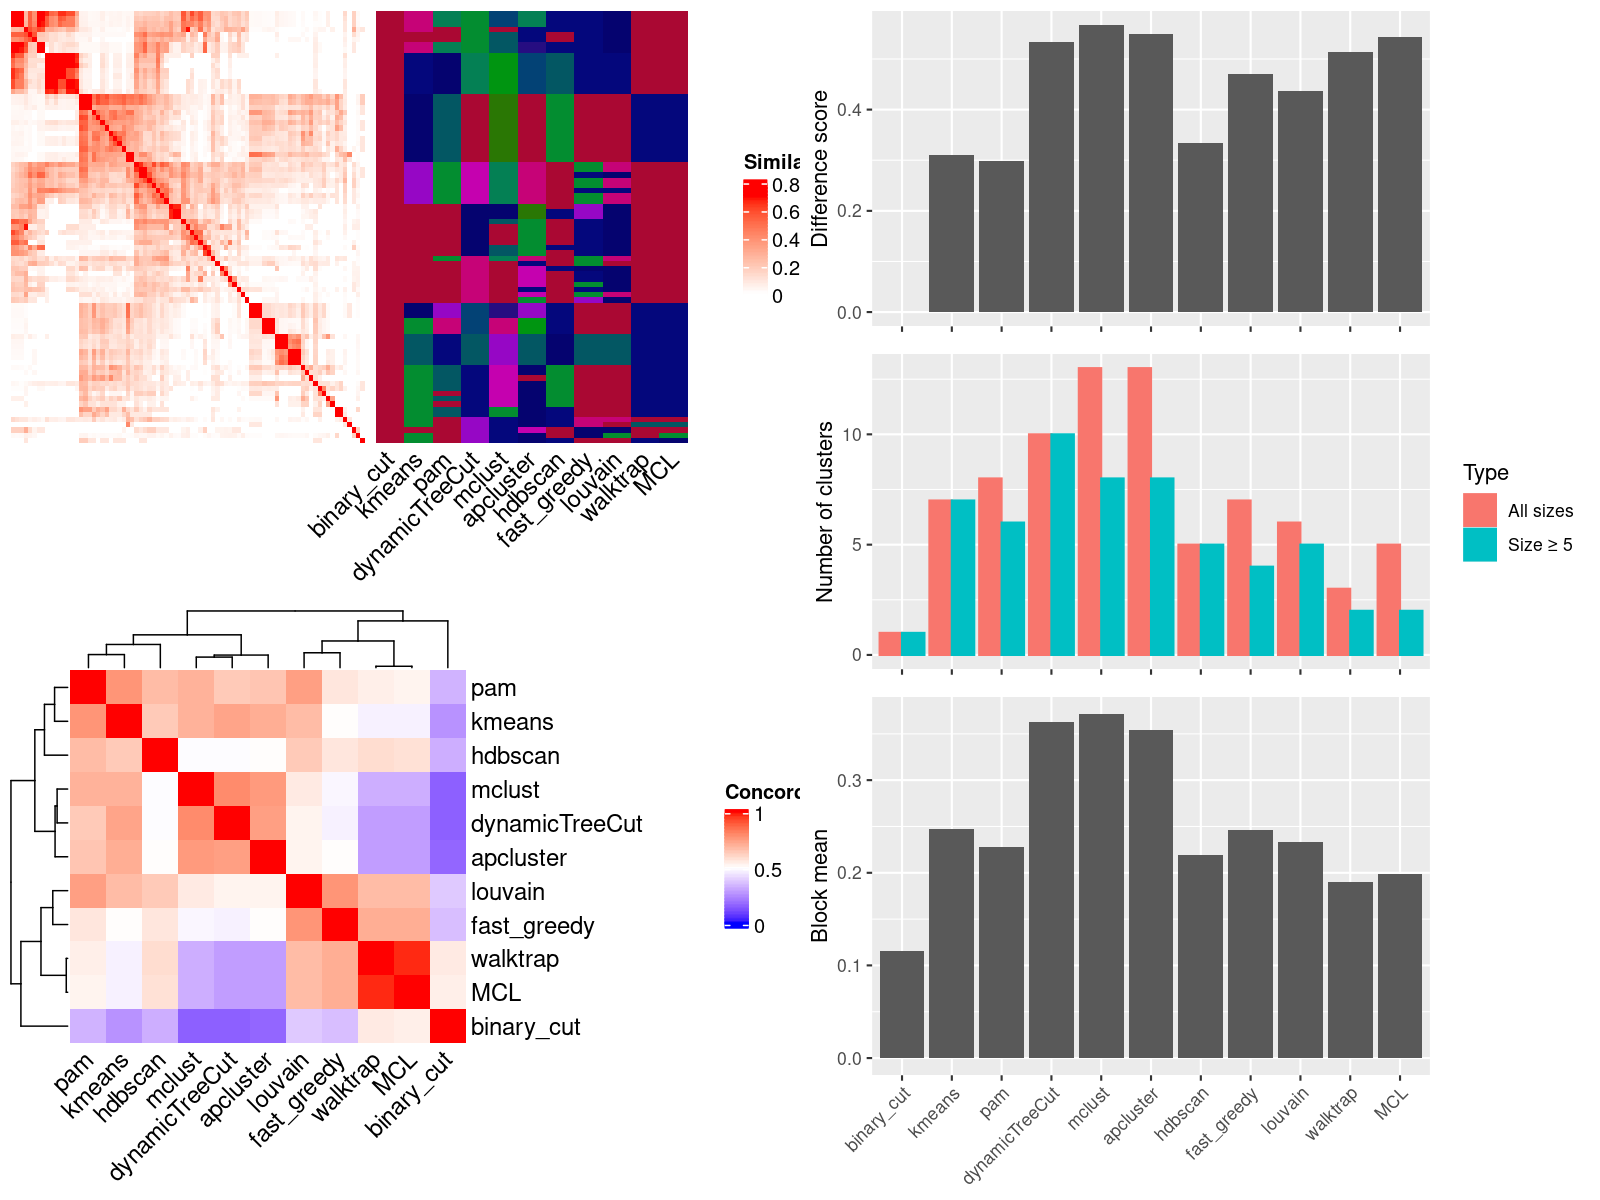 Simila
0.8
0.6
0.4
0.2
0
binary_cut
kmeans
pam
dynamicTreeCut
mclust
apcluster
hdbscan
fast_greedy
louvain
walktrap
MCL
pam
kmeans
hdbscan
mclust
dynamicTreeCut
apcluster
louvain
fast_greedy
walktrap
MCL
binary_cut
pam
kmeans
hdbscan
mclust
dynamicTreeCut
apcluster
louvain
fast_greedy
walktrap
MCL
binary_cut
Concord
1
0.5
0
Difference score
0.4
0.2
0.0
Number of clusters
10
5
0
Type
All sizes
Size ≥ 5
Block mean
0.3
0.2
0.1
0.0
binary_cut
kmeans
pam
dynamicTreeCut
mclust
apcluster
hdbscan
fast_greedy
louvain
walktrap
MCL